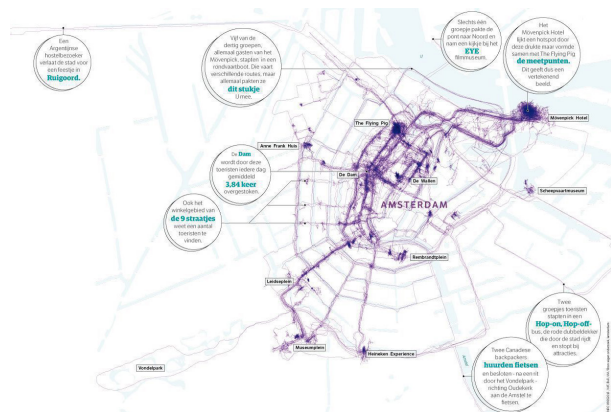 Een
Argentijnse
hostelbezoeker
verlaat de stad voor
een feestje in
Ruigoord.
Vijf van de
dertig groepen,
allemaal gasten van het
Mövenpick, stapten in een
rondvaartboot. Die vaart
verschillende routes, maar
allemaal pakten ze
dit stukje
IJ mee.
Slechts één
groepje pakte de
pont naar Noord en
nam een kijkje bij het
EYE
filmmuseum.
Het
Mövenpick Hotel
lijkt een hotspot door
deze drukte maar vormde
samen met The Flying Pig
de meetpunten.
Dit geeft dus een
vertekenend
beeld.
Mövenpick Hotel
The Flying Pig
Anne Frank Huis
De Dam
wordt door deze
toeristen iedere dag
gemiddeld
3,84 keer
overgestoken.
De Dam
De Wallen
Scheepvaartmuseum
AMSTERDAM
Ook het
winkelgebied van
de 9 straatjes
weet een aantal
toeristen te
vinden.
Rembrandtplein
Leidseplein
Twee
groepjes toeristen
stapten in een
Hop-on, Hop-off-
bus, de rode dubbeldekker
die door de stad rijdt
en stopt bij
attracties.
Museumplein
Heineken Experience
Vondelpark
Twee Canadese
backpackers
huurden fietsen
en besloten - na een rit
door het Vondelpark -
richting Ouderkerk
aan de Amstel te
fietsen.